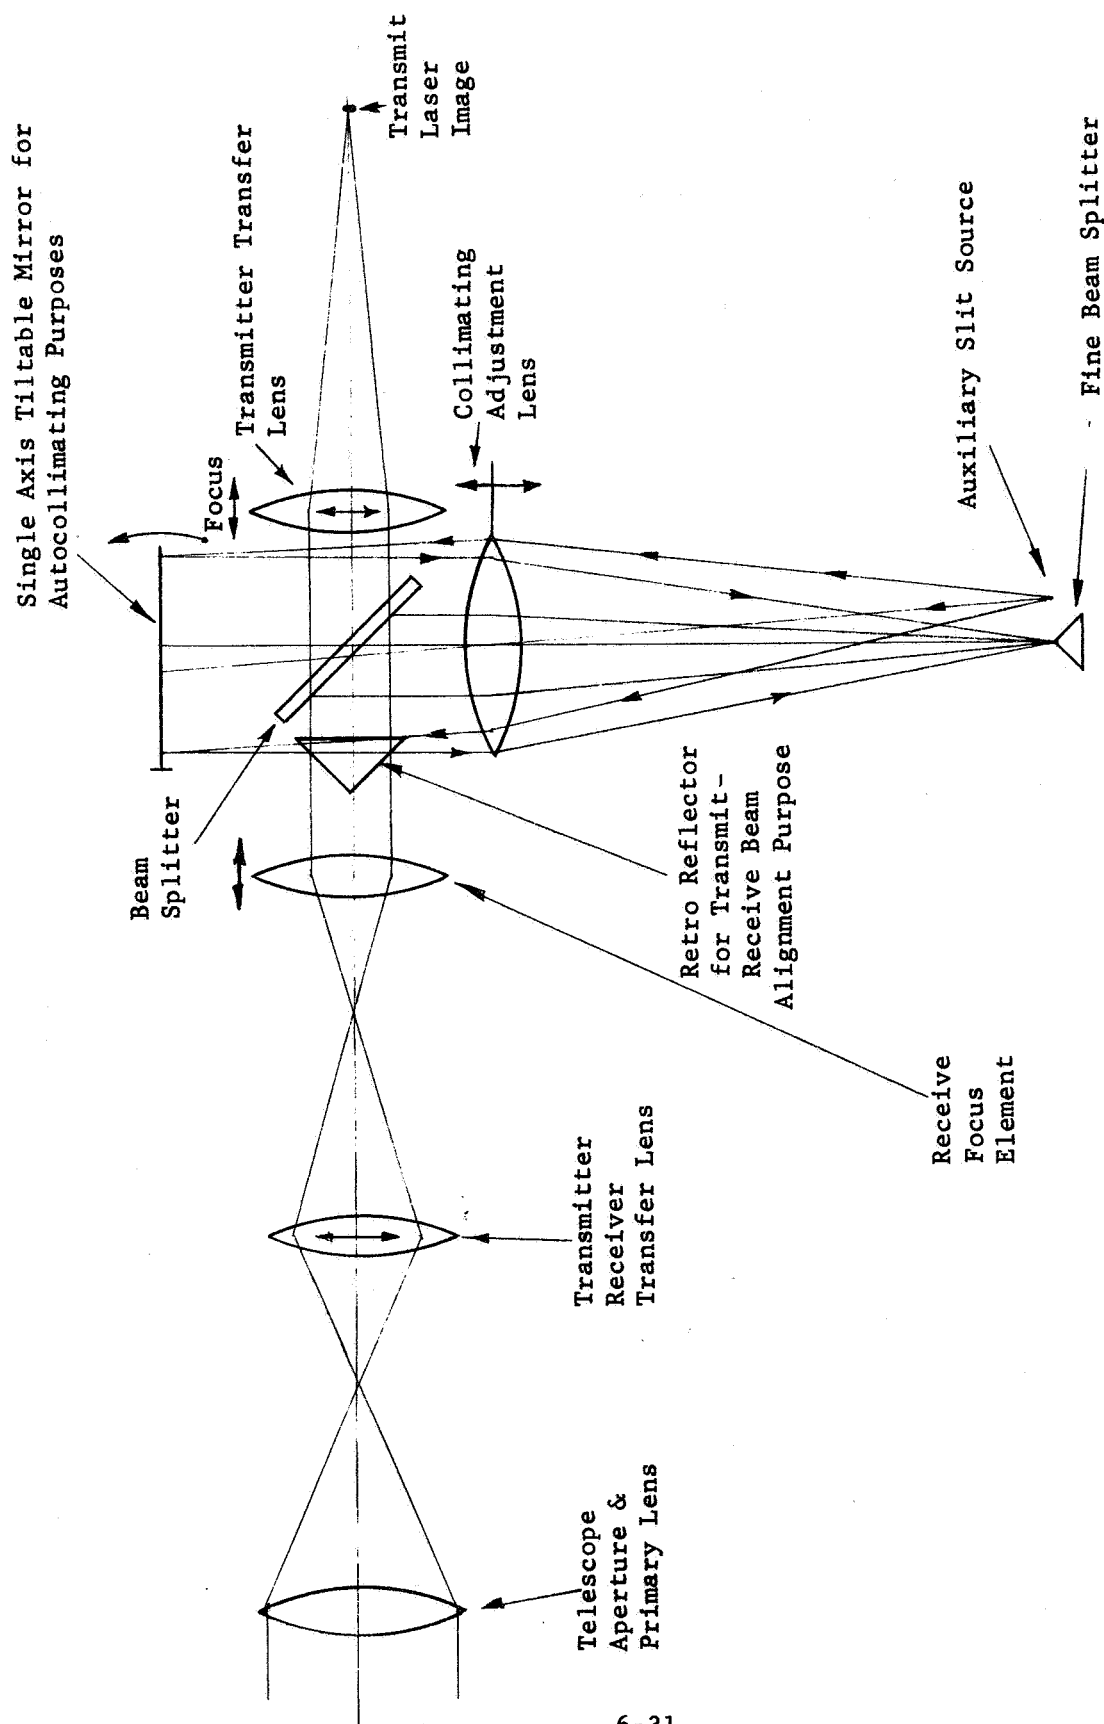 Single Axis Tiltable Mirror for
Autocollimating Purposes
Focus
Transmitter Transfer
Lens
Transmit
Laser
Image
Beam
Splitter
Collimating
Adjustment
Lens
Retro Reflector
for Transmit-
Receive Beam
Alignment Purpose
Receive
Focus
Element
Auxiliary Slit Source
Fine Beam Splitter
Transmitter
Receiver
Transfer Lens
Telescope
Aperture &
Primary Lens